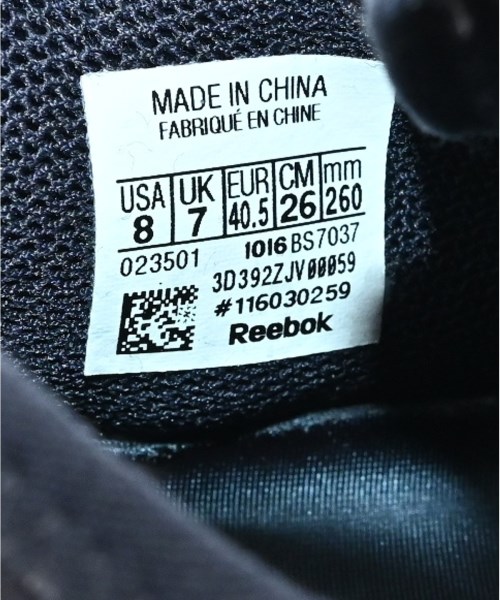 MADE IN CHINA
FABRIQUÉ EN CHINE
USA UK EUR CM mm
8 7 40.5 26 260
023501 1016 BS7037
3D392ZJV00059
#116030259
Reebok